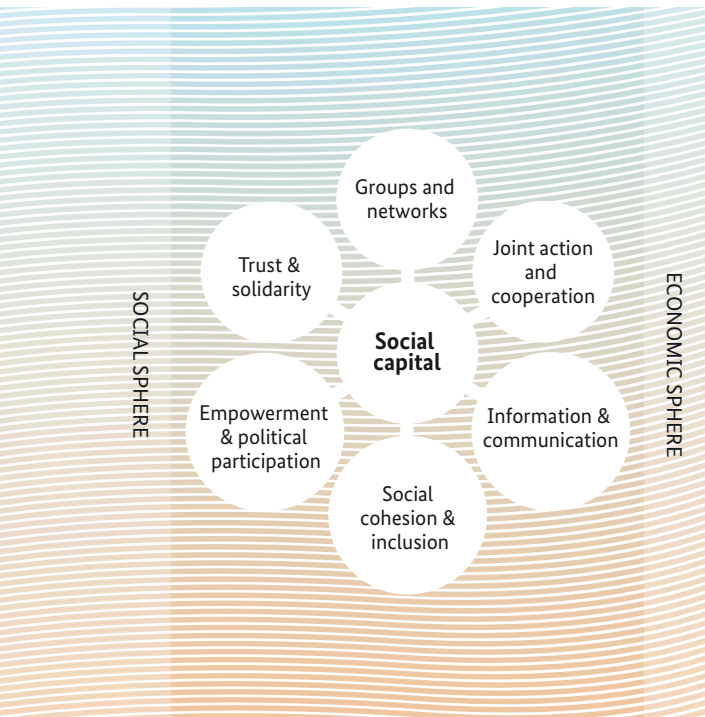 Groups and
networks
Trust &
solidarity
Joint action
and
cooperation
SOCIAL SPHERE
Social
capital
ECONOMIC SPHERE
Empowerment
& political
participation
Information &
communication
Social
cohesion &
inclusion